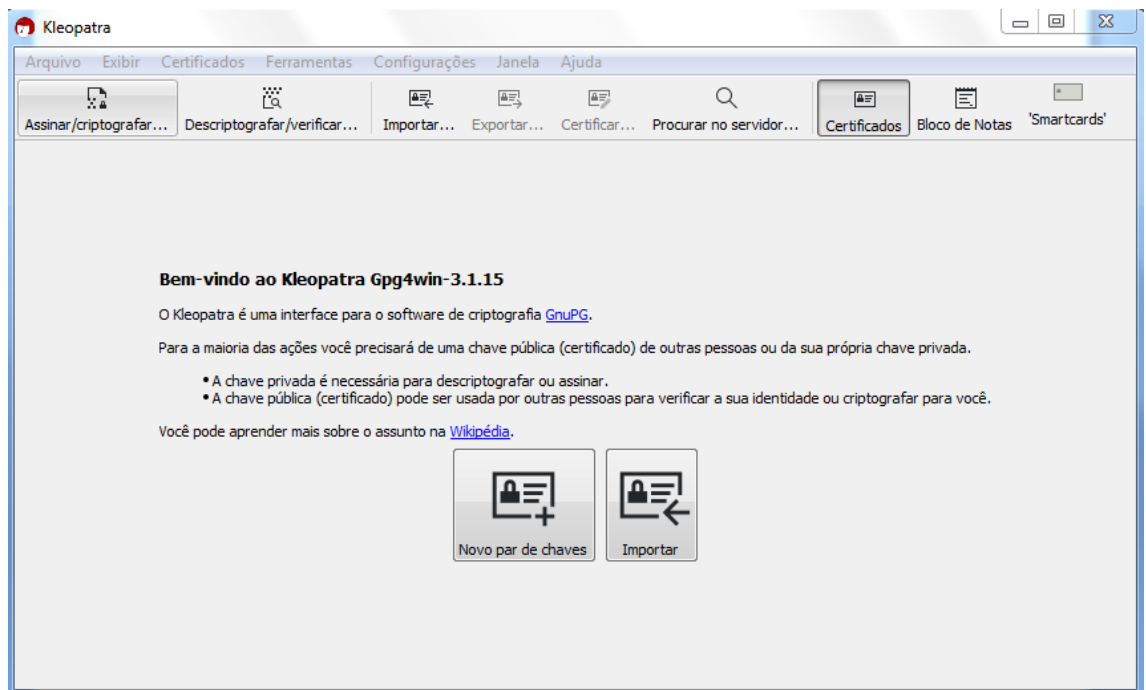 Kleopatra
Arquivo Exibir Certificados Ferramentas Configurações Janela Ajuda
Assinar/criptografar... Descriptografar/verificar... Importar... Exportar... Certificar... Procurar no servidor... Certificados Bloco de Notas 'Smartcards'
Bem-vindo ao Kleopatra Gpg4win-3.1.15
O Kleopatra é uma interface para o software de criptografia GnuPG.
Para a maioria das ações você precisará de uma chave pública (certificado) de outras pessoas ou da sua própria chave privada.
• A chave privada é necessária para descriptografar ou assinar.
• A chave pública (certificado) pode ser usada por outras pessoas para verificar a sua identidade ou criptografar para você.
Você pode aprender mais sobre o assunto na Wikipédia.
Novo par de chaves Importar